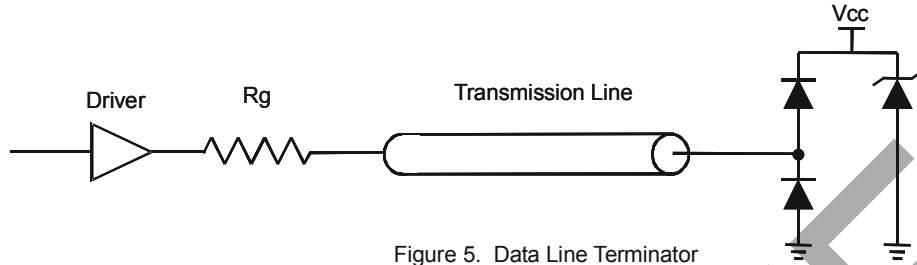 Vcc
Driver
Rg
Transmission Line
Figure 5. Data Line Terminator